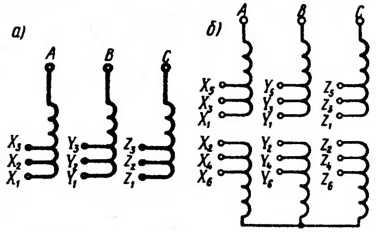 а)
A B C
X₃ Y₃ Z₃
X₂ Y₂ Z₂
X₁ Y₁ Z₁
б)
A B C
X₅ Y₅ Z₅
X₃ Y₃ Z₃
X₁ Y₁ Z₁
X₂ Y₂ Z₂
X₄ Y₄ Z₄
X₆ Y₆ Z₆